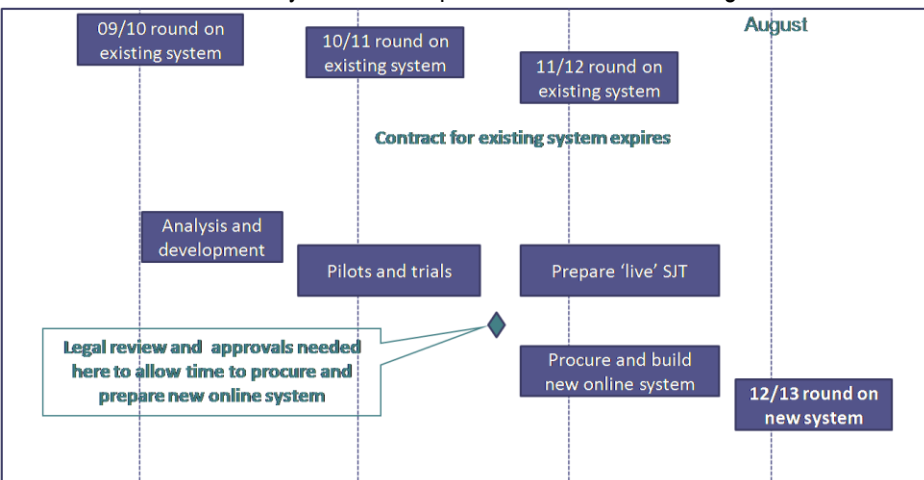 August
09/10 round on
existing system
10/11 round on
existing system
11/12 round on
existing system
Contract for existing system expires
Analysis and
development
Pilots and trials
Prepare ‘live’ SJT
Legal review and approvals needed
here to allow time to procure and
prepare new online system
Procure and build
new online system
12/13 round on
new system